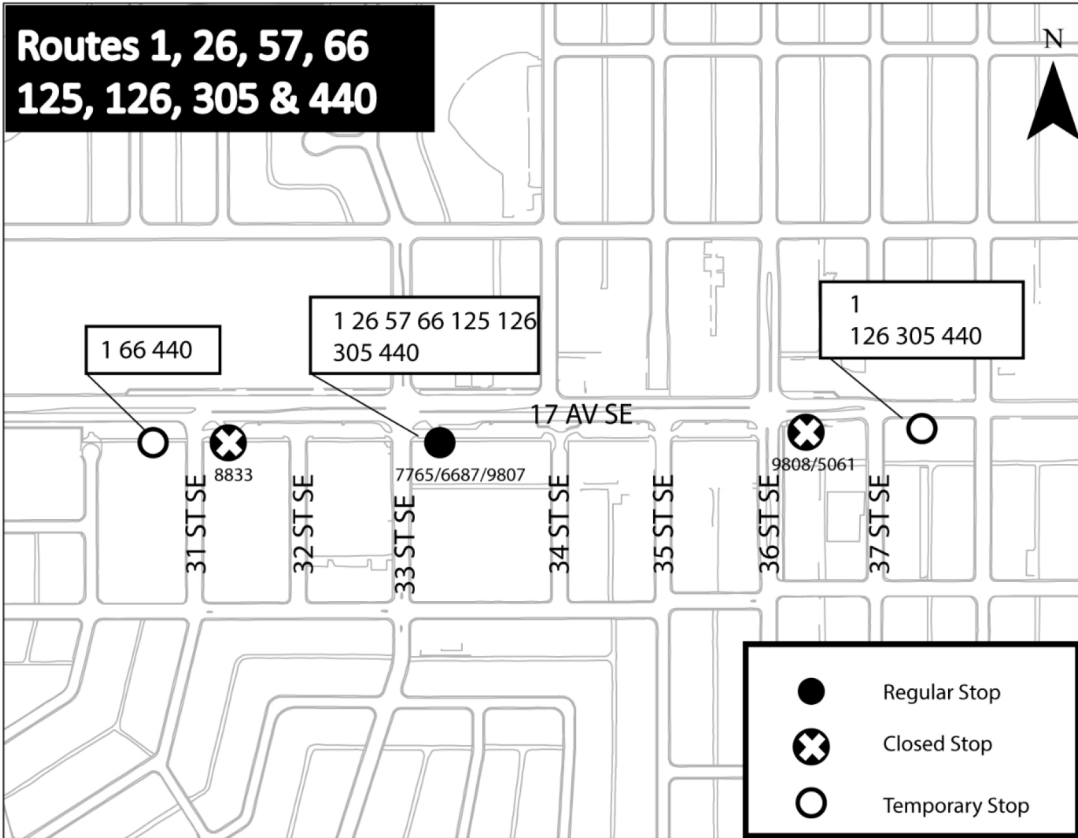 Routes 1, 26, 57, 66
125, 126, 305 & 440
N
1 66 440
1 26 57 66 125 126
305 440
1
126 305 440
17 AV SE
8833
7765/6687/9807
9808/5061
31 ST SE
32 ST SE
33 ST SE
34 ST SE
35 ST SE
36 ST SE
37 ST SE
Regular Stop
Closed Stop
Temporary Stop